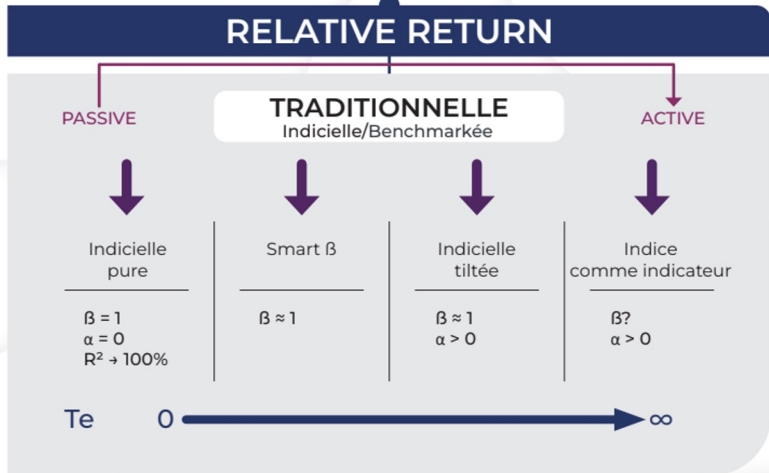 RELATIVE RETURN
PASSIVE
TRADITIONNELLE
Indicielle/Benchmarkée
ACTIVE
Indicielle
pure
ß = 1
α = 0
R² → 100%
Smart ß
ß ≈ 1
Indicielle
tiltée
ß ≈ 1
α > 0
Indice
comme indicateur
ß?
α > 0
Te 0 ∞